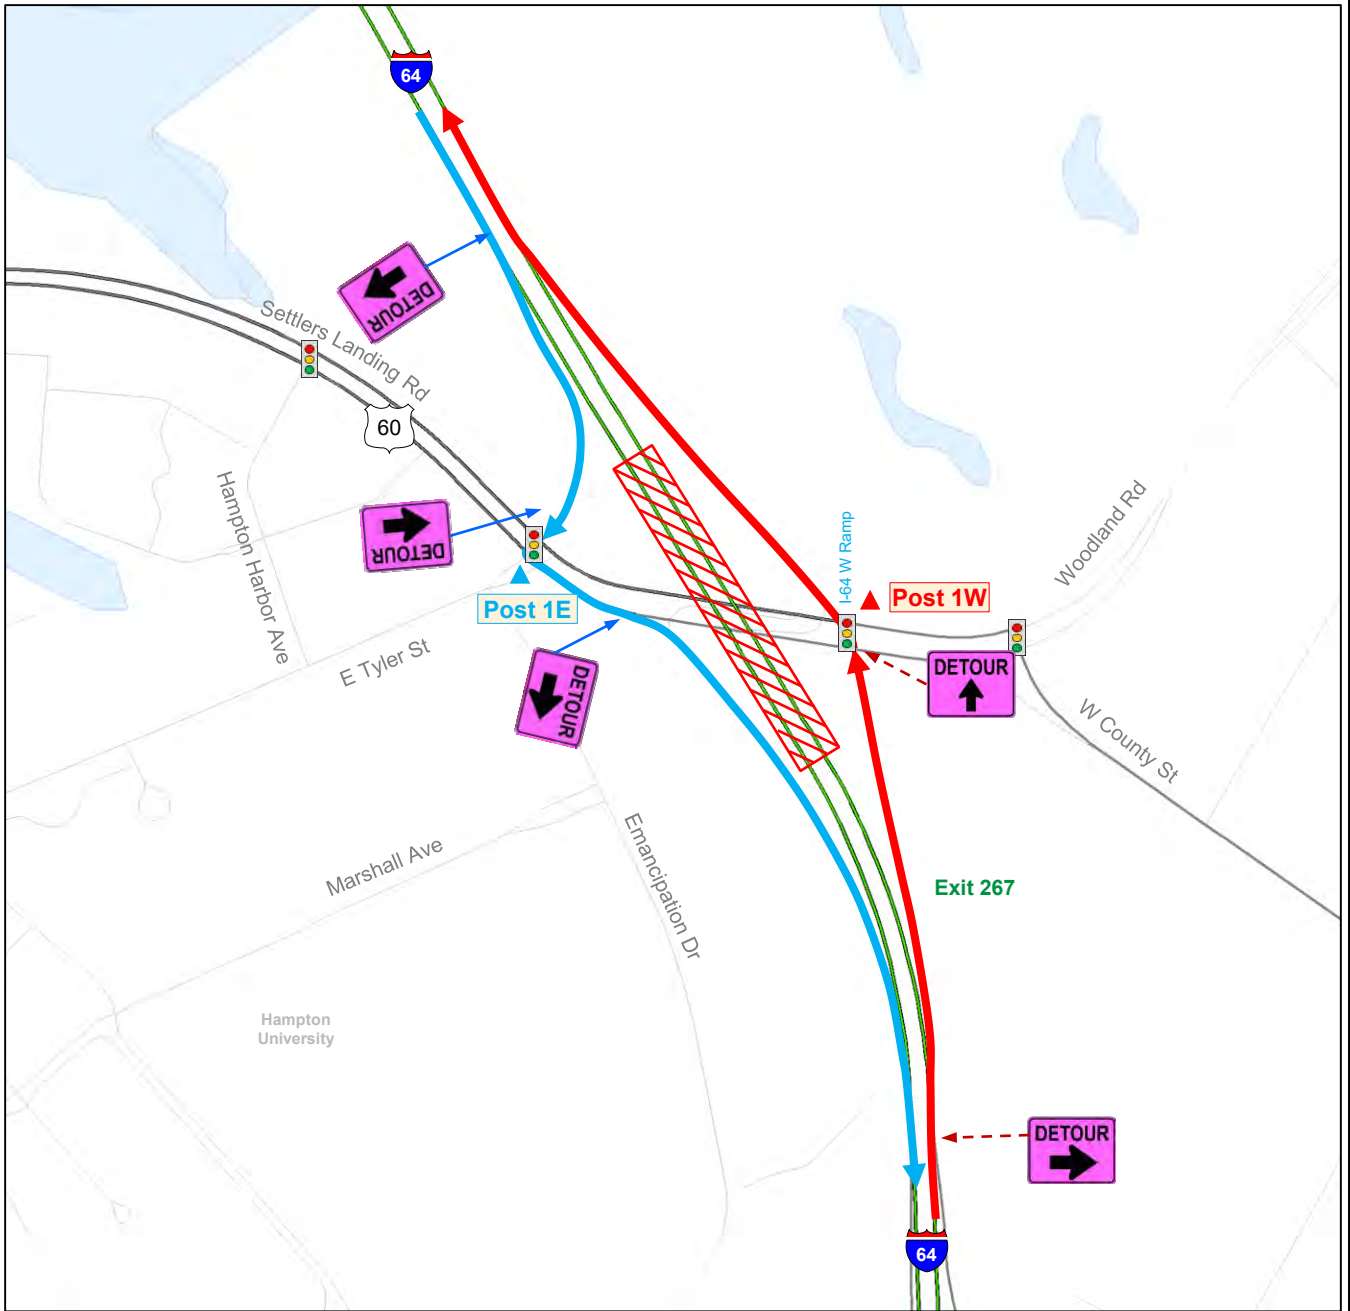 64
DETOUR
Settlers Landing Rd
60
Hampton Harbor Ave
DETOUR
I-64 W Ramp
Woodland Rd
Post 1W
Post 1E
E Tyler St
DETOUR
DETOUR
W County St
Marshall Ave
Emancipation Dr
Exit 267
Hampton
University
DETOUR
64